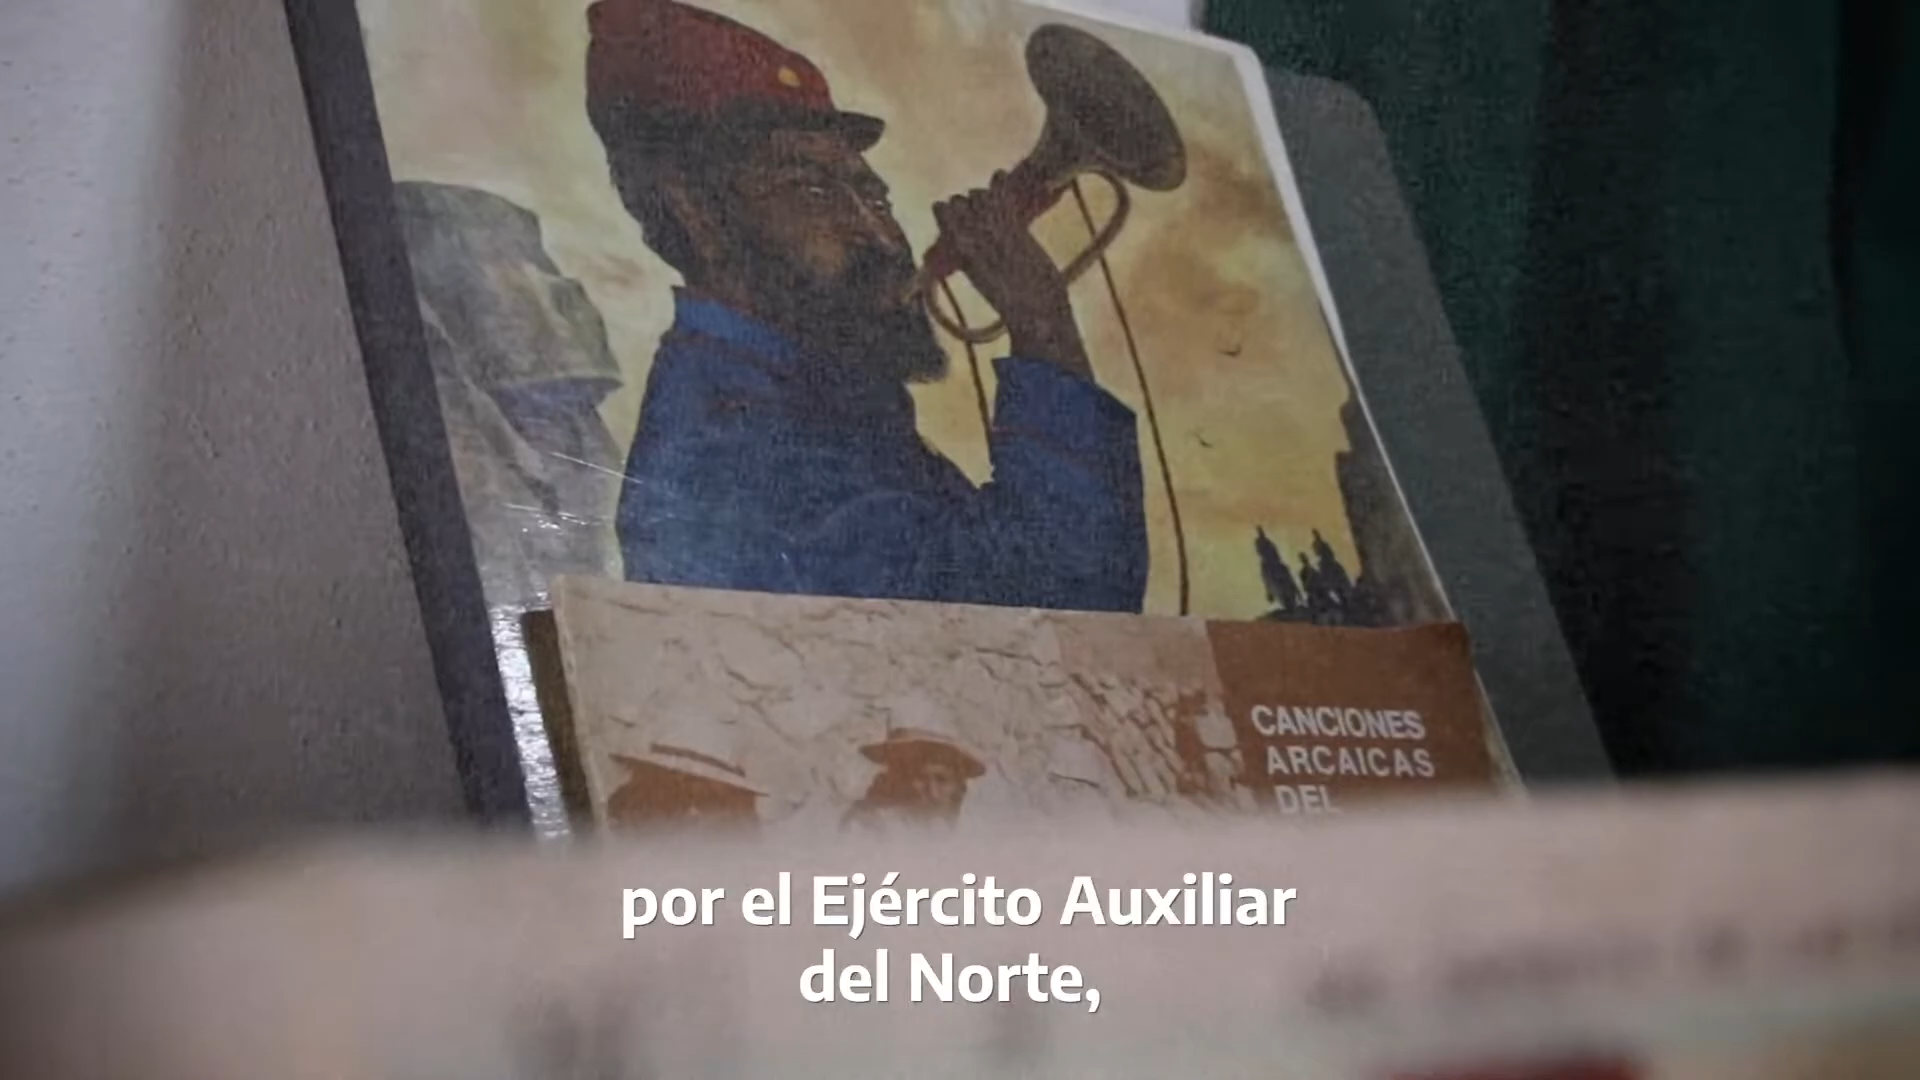 CANCIONES
ARCAICAS
DEL
por el Ejército Auxiliar
del Norte,